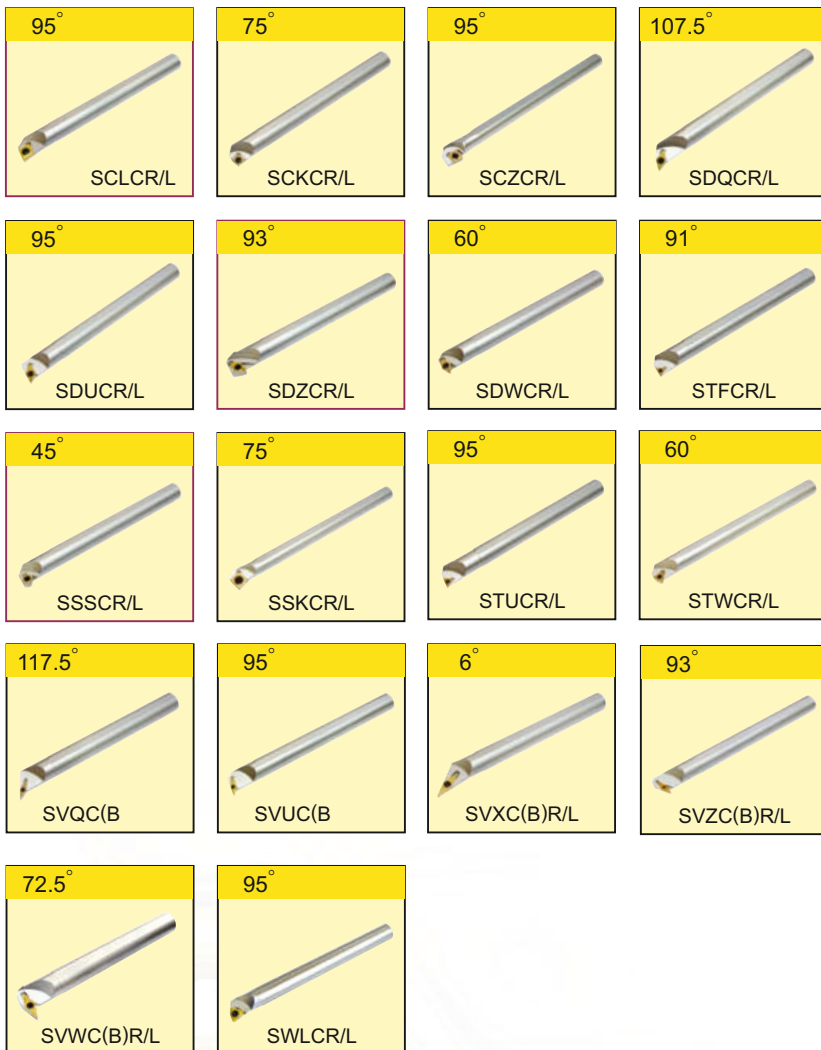 95°
SCLCR/L
75°
SCKCR/L
95°
SCZCR/L
107.5°
SDQCR/L
95°
SDUCR/L
93°
SDZCR/L
60°
SDWCR/L
91°
STFCR/L
45°
SSSCR/L
75°
SSKCR/L
95°
STUCR/L
60°
STWCR/L
117.5°
SVQC(B
95°
SVUC(B
6°
SVXC(B)R/L
93°
SVZC(B)R/L
72.5°
SVWC(B)R/L
95°
SWLCR/L